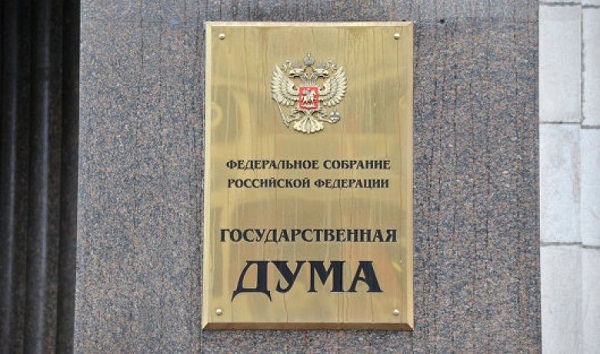 ФЕДЕРАЛЬНОЕ СОБРАНИЕ
РОССИЙСКОЙ ФЕДЕРАЦИИ
ГОСУДАРСТВЕННАЯ
ДУМА